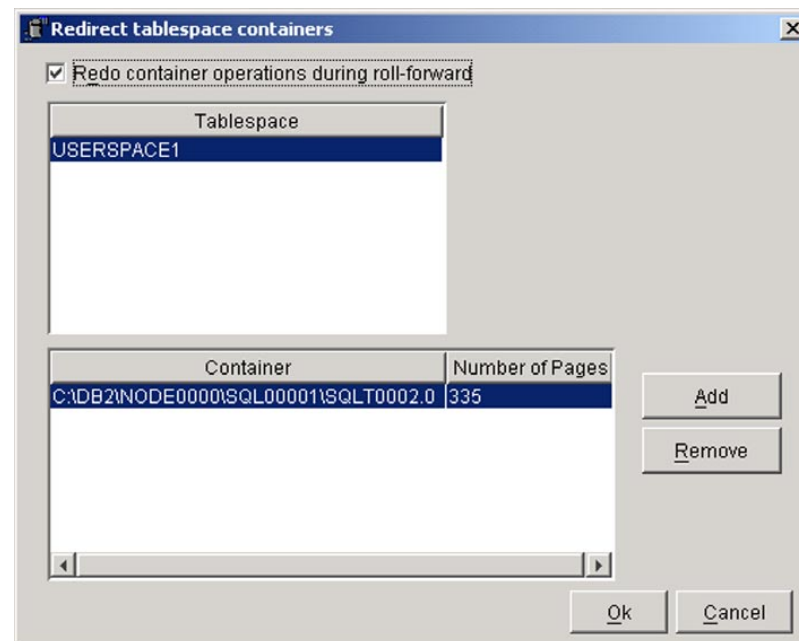 Redirect tablespace containers
Redo container operations during roll-forward
Tablespace
USERSPACE1
Container Number of Pages
C:\DB2\NODE0000\SQL00001\SQLT0002.0 335
Add
Remove
Ok Cancel